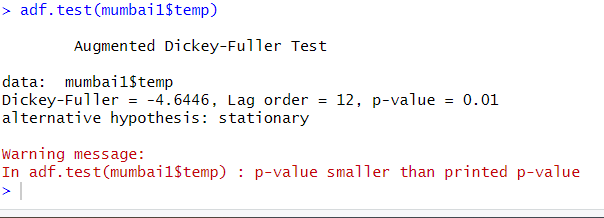 > adf.test(mumbai1$temp)
Augmented Dickey-Fuller Test
data:  mumbai1$temp
Dickey-Fuller = -4.6446, Lag order = 12, p-value = 0.01
alternative hypothesis: stationary
Warning message:
In adf.test(mumbai1$temp) : p-value smaller than printed p-value
>